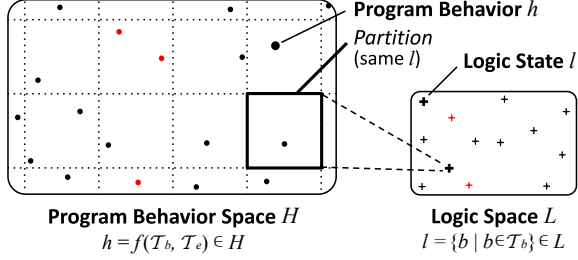 Program Behavior h
Partition
(same l)
Logic State l
Program Behavior Space H
h = f(𝒯b, 𝒯e) ∈ H
Logic Space L
l = {b | b∈𝒯b} ∈ L